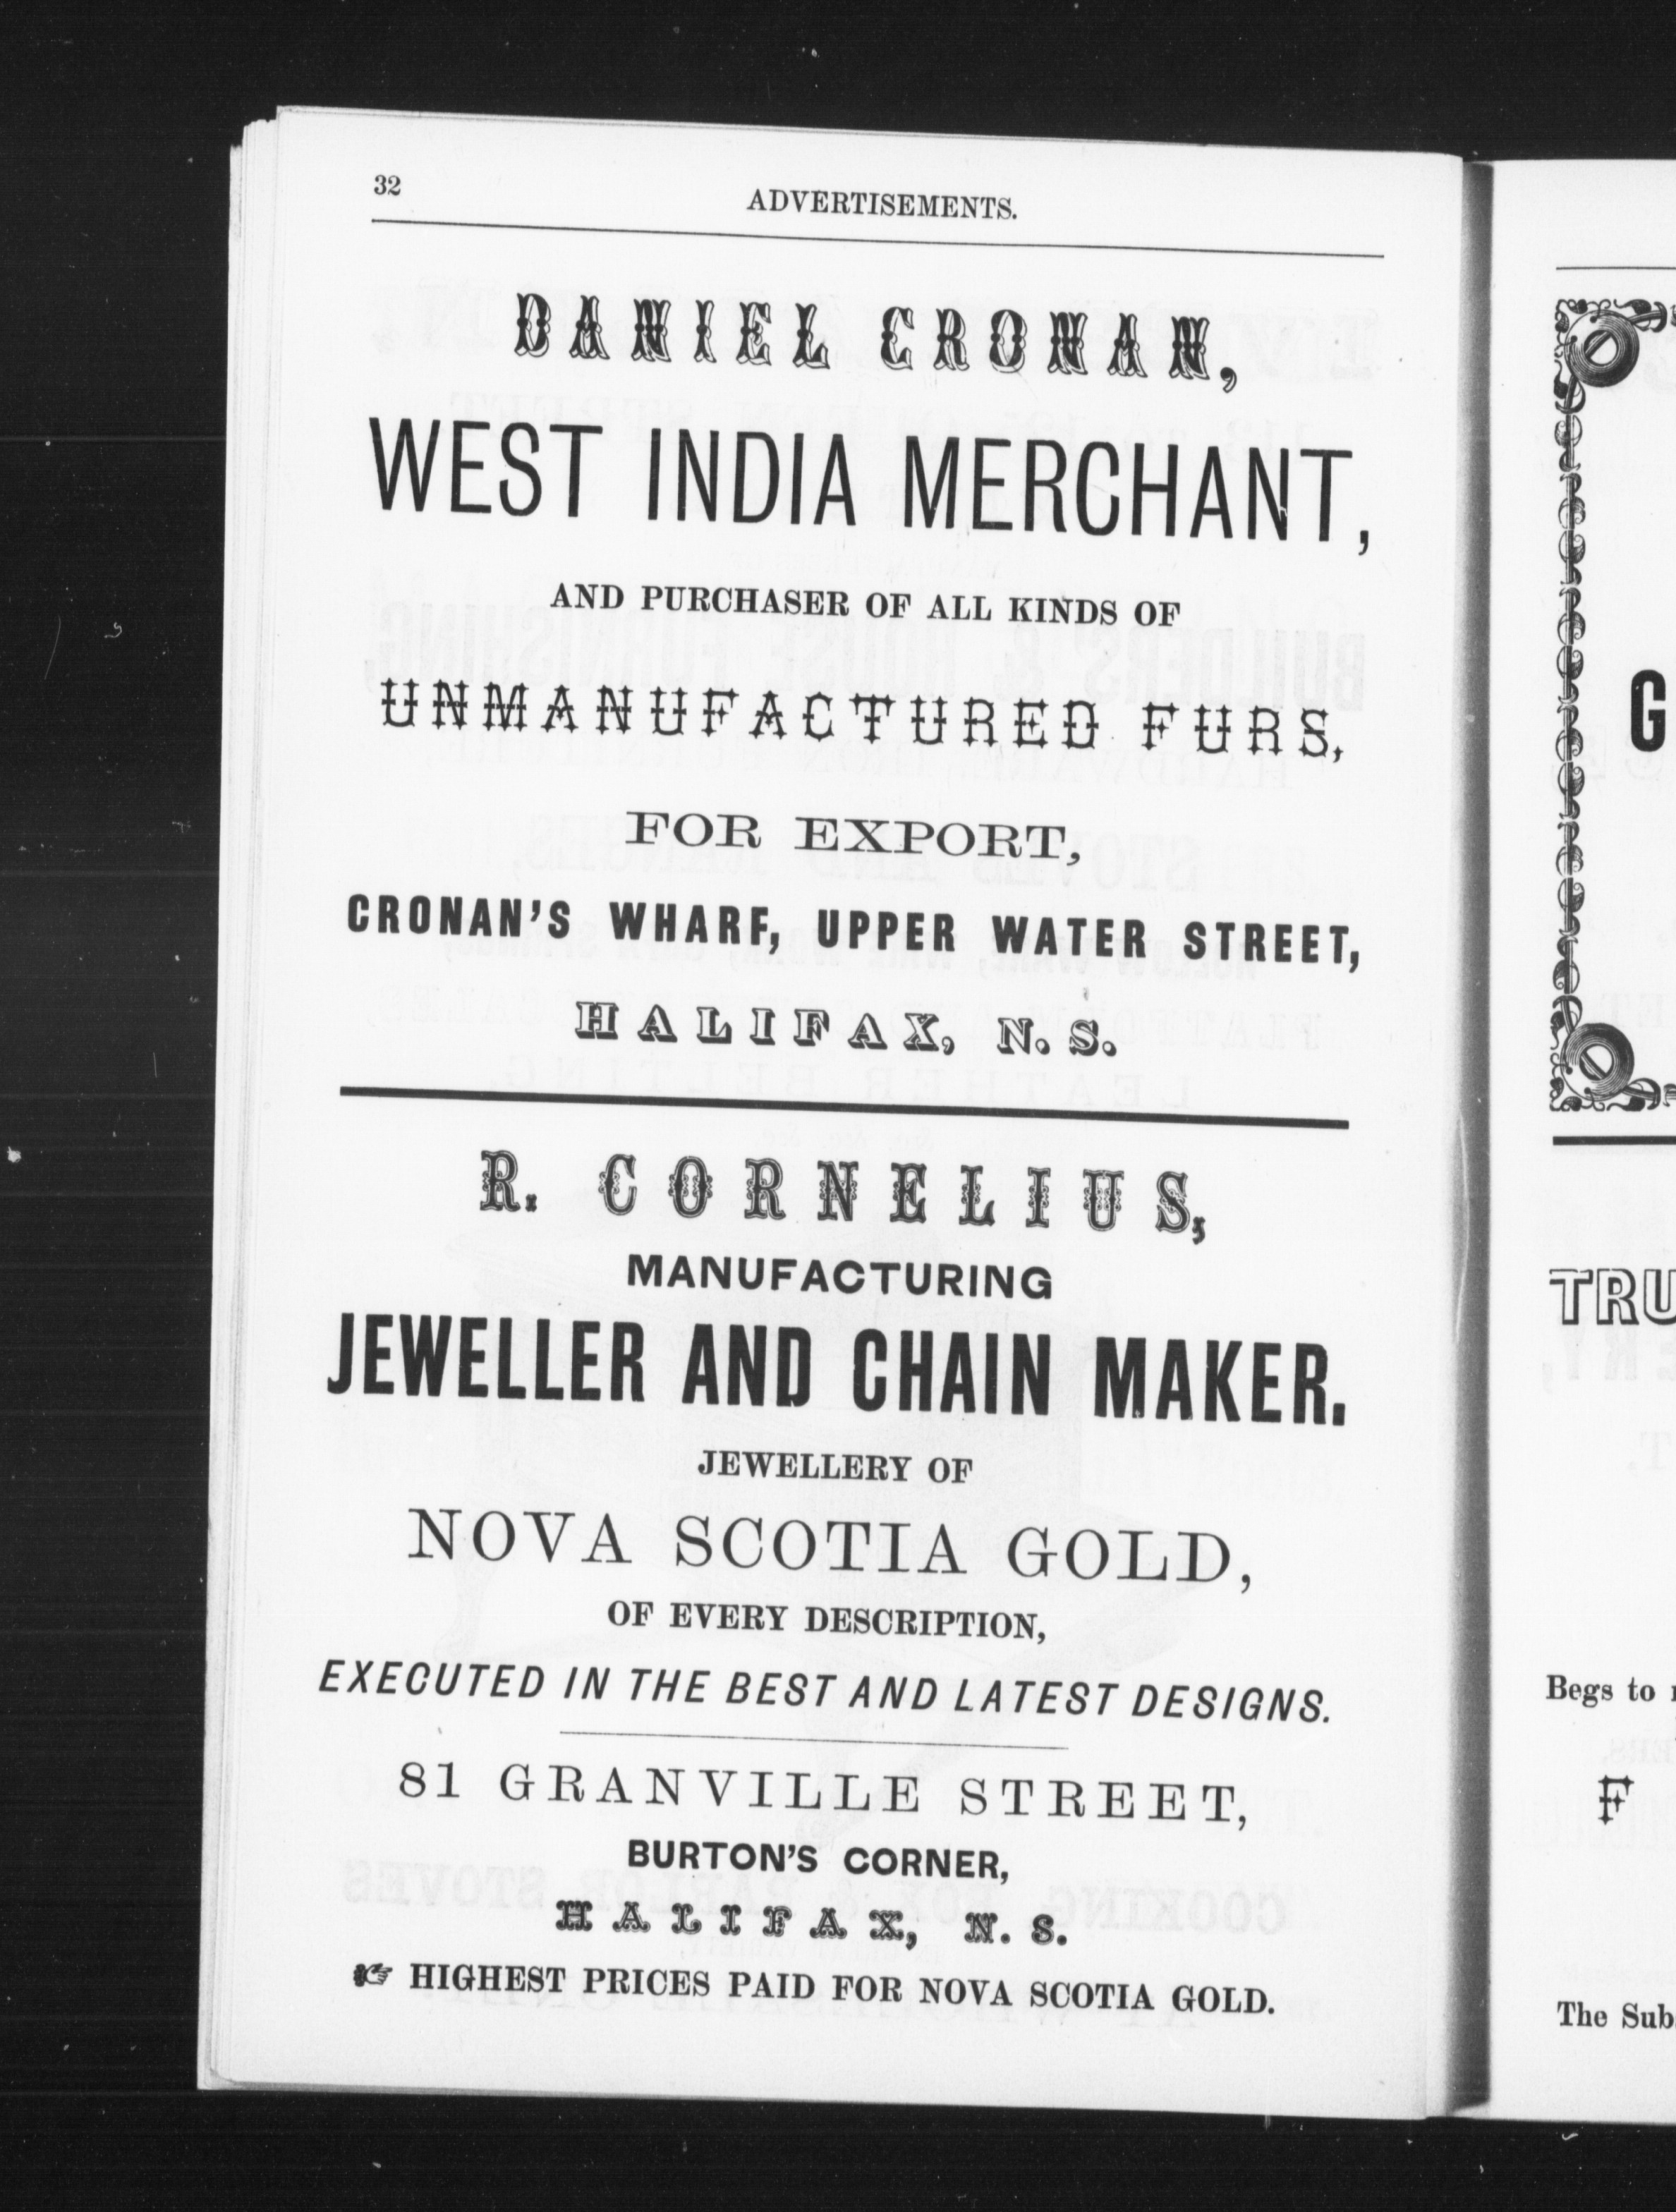 32
ADVERTISEMENTS.
DANIEL CRONAN,
WEST INDIA MERCHANT,
AND PURCHASER OF ALL KINDS OF
UNMANUFACTURED FURS,
FOR EXPORT,
CRONAN'S WHARF, UPPER WATER STREET,
HALIFAX, N. S.
R. CORNELIUS,
MANUFACTURING
JEWELLER AND CHAIN MAKER.
JEWELLERY OF
NOVA SCOTIA GOLD,
OF EVERY DESCRIPTION,
EXECUTED IN THE BEST AND LATEST DESIGNS.
81 GRANVILLE STREET,
BURTON'S CORNER,
HALIFAX, N. S.
☞ HIGHEST PRICES PAID FOR NOVA SCOTIA GOLD.
G
TRU
Begs to
F
The Sub